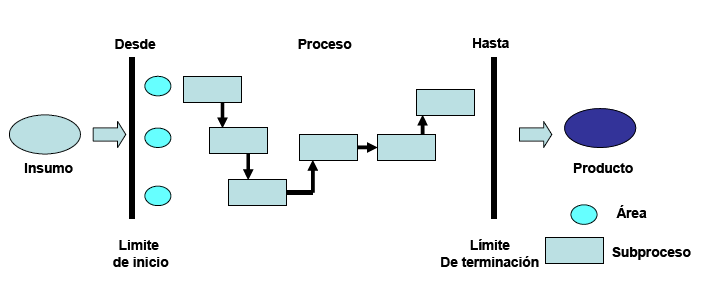 Desde
Proceso
Hasta
Insumo
Producto
Área
Limite
de inicio
Límite
De terminación
Subproceso